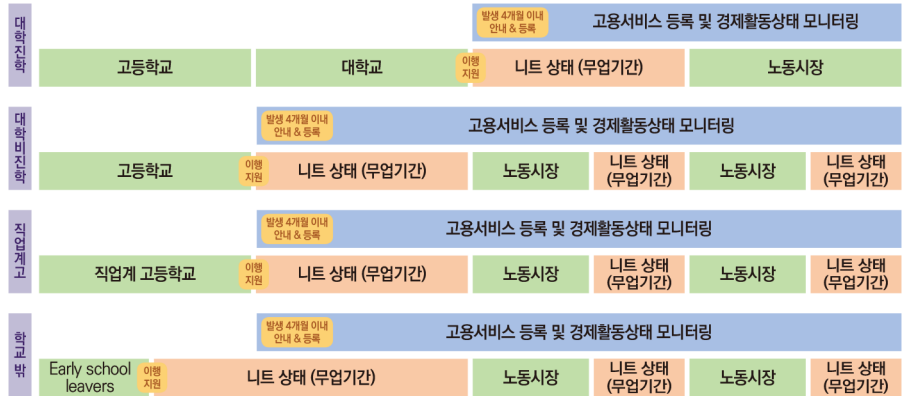 대학진학
발생 4개월 이내
안내 & 등록
고용서비스 등록 및 경제활동상태 모니터링
고등학교
대학교
이행
지원
니트 상태 (무업기간)
노동시장
대학비진학
발생 4개월 이내
안내 & 등록
고용서비스 등록 및 경제활동상태 모니터링
고등학교
이행
지원
니트 상태 (무업기간)
노동시장
니트 상태
(무업기간)
노동시장
니트 상태
(무업기간)
직업계고
발생 4개월 이내
안내 & 등록
고용서비스 등록 및 경제활동상태 모니터링
직업계 고등학교
이행
지원
니트 상태 (무업기간)
노동시장
니트 상태
(무업기간)
노동시장
니트 상태
(무업기간)
학교 밖
발생 4개월 이내
안내 & 등록
고용서비스 등록 및 경제활동상태 모니터링
Early school
leavers
이행
지원
니트 상태 (무업기간)
노동시장
니트 상태
(무업기간)
노동시장
니트 상태
(무업기간)